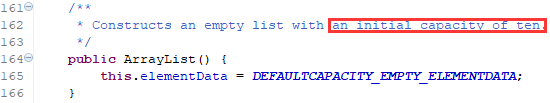 161 /**
162 * Constructs an empty list with an initial capacity of ten.
163 */
164 public ArrayList() {
165 this.elementData = DEFAULTCAPACITY_EMPTY_ELEMENTDATA;
166 }